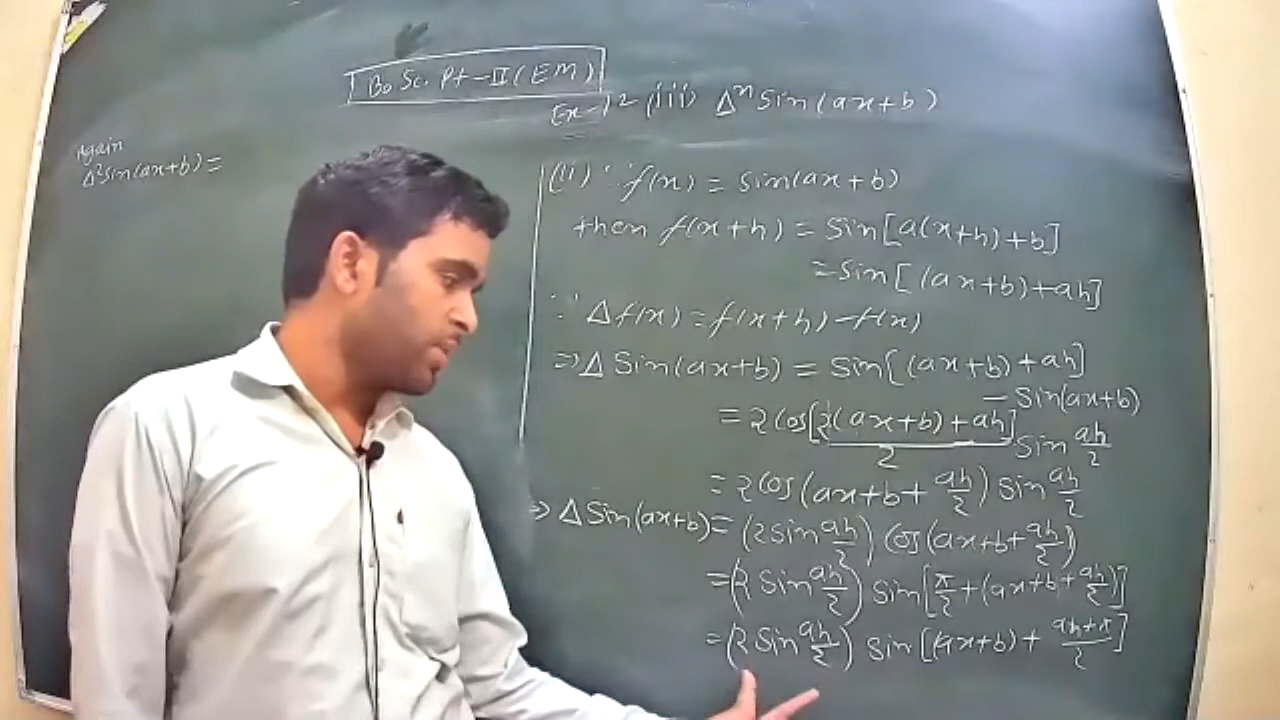 B.Sc. Pt-II (EM)
Ex-12 (iii) Δⁿ Sin(ax+b)
Again
Δ²Sin(ax+b) =
(ii) ∵ f(x) = Sin(ax+b)
then f(x+h) = Sin[a(x+h)+b]
= Sin[(ax+b)+ah]
∵ Δf(x) = f(x+h) - f(x)
⇒ Δ Sin(ax+b) = Sin[(ax+b)+ah]
- Sin(ax+b)
= 2 Cos[2(ax+b)+ah]/2 Sin ah/2
= 2 Cos(ax+b+ ah/2) Sin ah/2
⇒ Δ Sin(ax+b) = (2 Sin ah/2) Cos(ax+b+ ah/2)
= (2 Sin ah/2) Sin[π/2 + (ax+b+ ah/2)]
= (2 Sin ah/2) Sin[(ax+b) + ah+π/2]